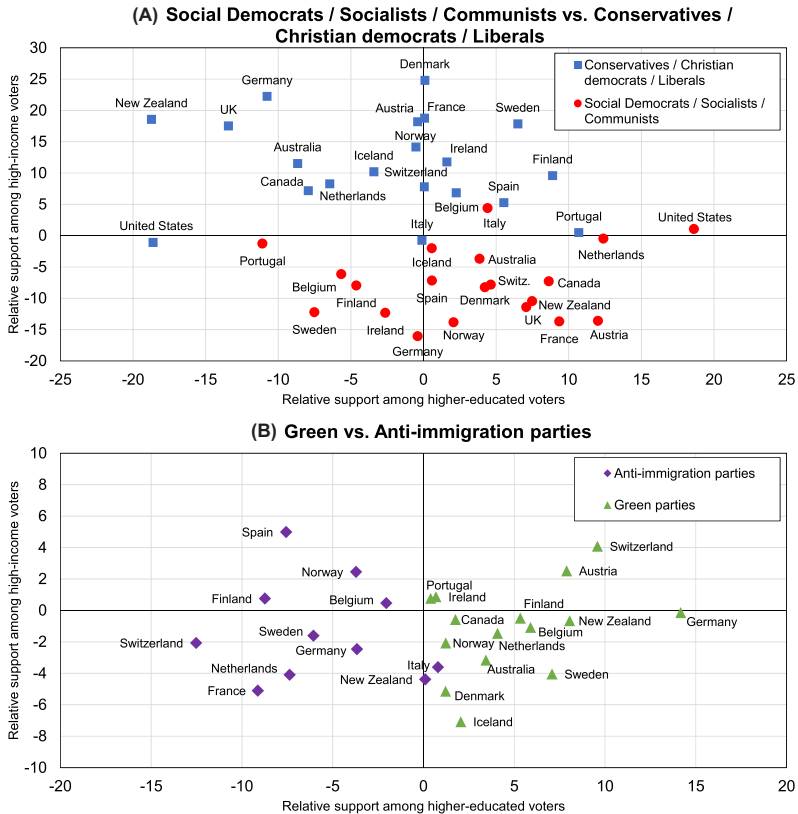 (A) Social Democrats / Socialists / Communists vs. Conservatives /
Christian democrats / Liberals
Relative support among high-income voters
30
25
20
15
10
5
0
-5
-10
-15
-20
Conservatives / Christian
democrats / Liberals
Social Democrats / Socialists /
Communists
Denmark
Germany
New Zealand
UK
Austria
France
Sweden
Norway
Australia
Iceland
Ireland
Switzerland
Finland
Canada
Netherlands
Spain
Belgium
United States
Italy
Italy
Portugal
United States
Portugal
Iceland
Australia
Netherlands
Belgium
Finland
Spain
Switz.
Denmark
Canada
New Zealand
Sweden
Ireland
Germany
Norway
UK
France
Austria
-25
-20
-15
-10
-5
0
5
10
15
20
25
Relative support among higher-educated voters
(B) Green vs. Anti-immigration parties
Relative support among high-income voters
10
8
6
4
2
0
-2
-4
-6
-8
-10
Anti-immigration parties
Green parties
Spain
Switzerland
Norway
Austria
Finland
Belgium
Portugal
Ireland
Switzerland
Sweden
Germany
Canada
Finland
New Zealand
Germany
Belgium
Norway
Netherlands
Netherlands
Italy
Australia
France
New Zealand
Sweden
Denmark
Iceland
-20
-15
-10
-5
0
5
10
15
20
Relative support among higher-educated voters